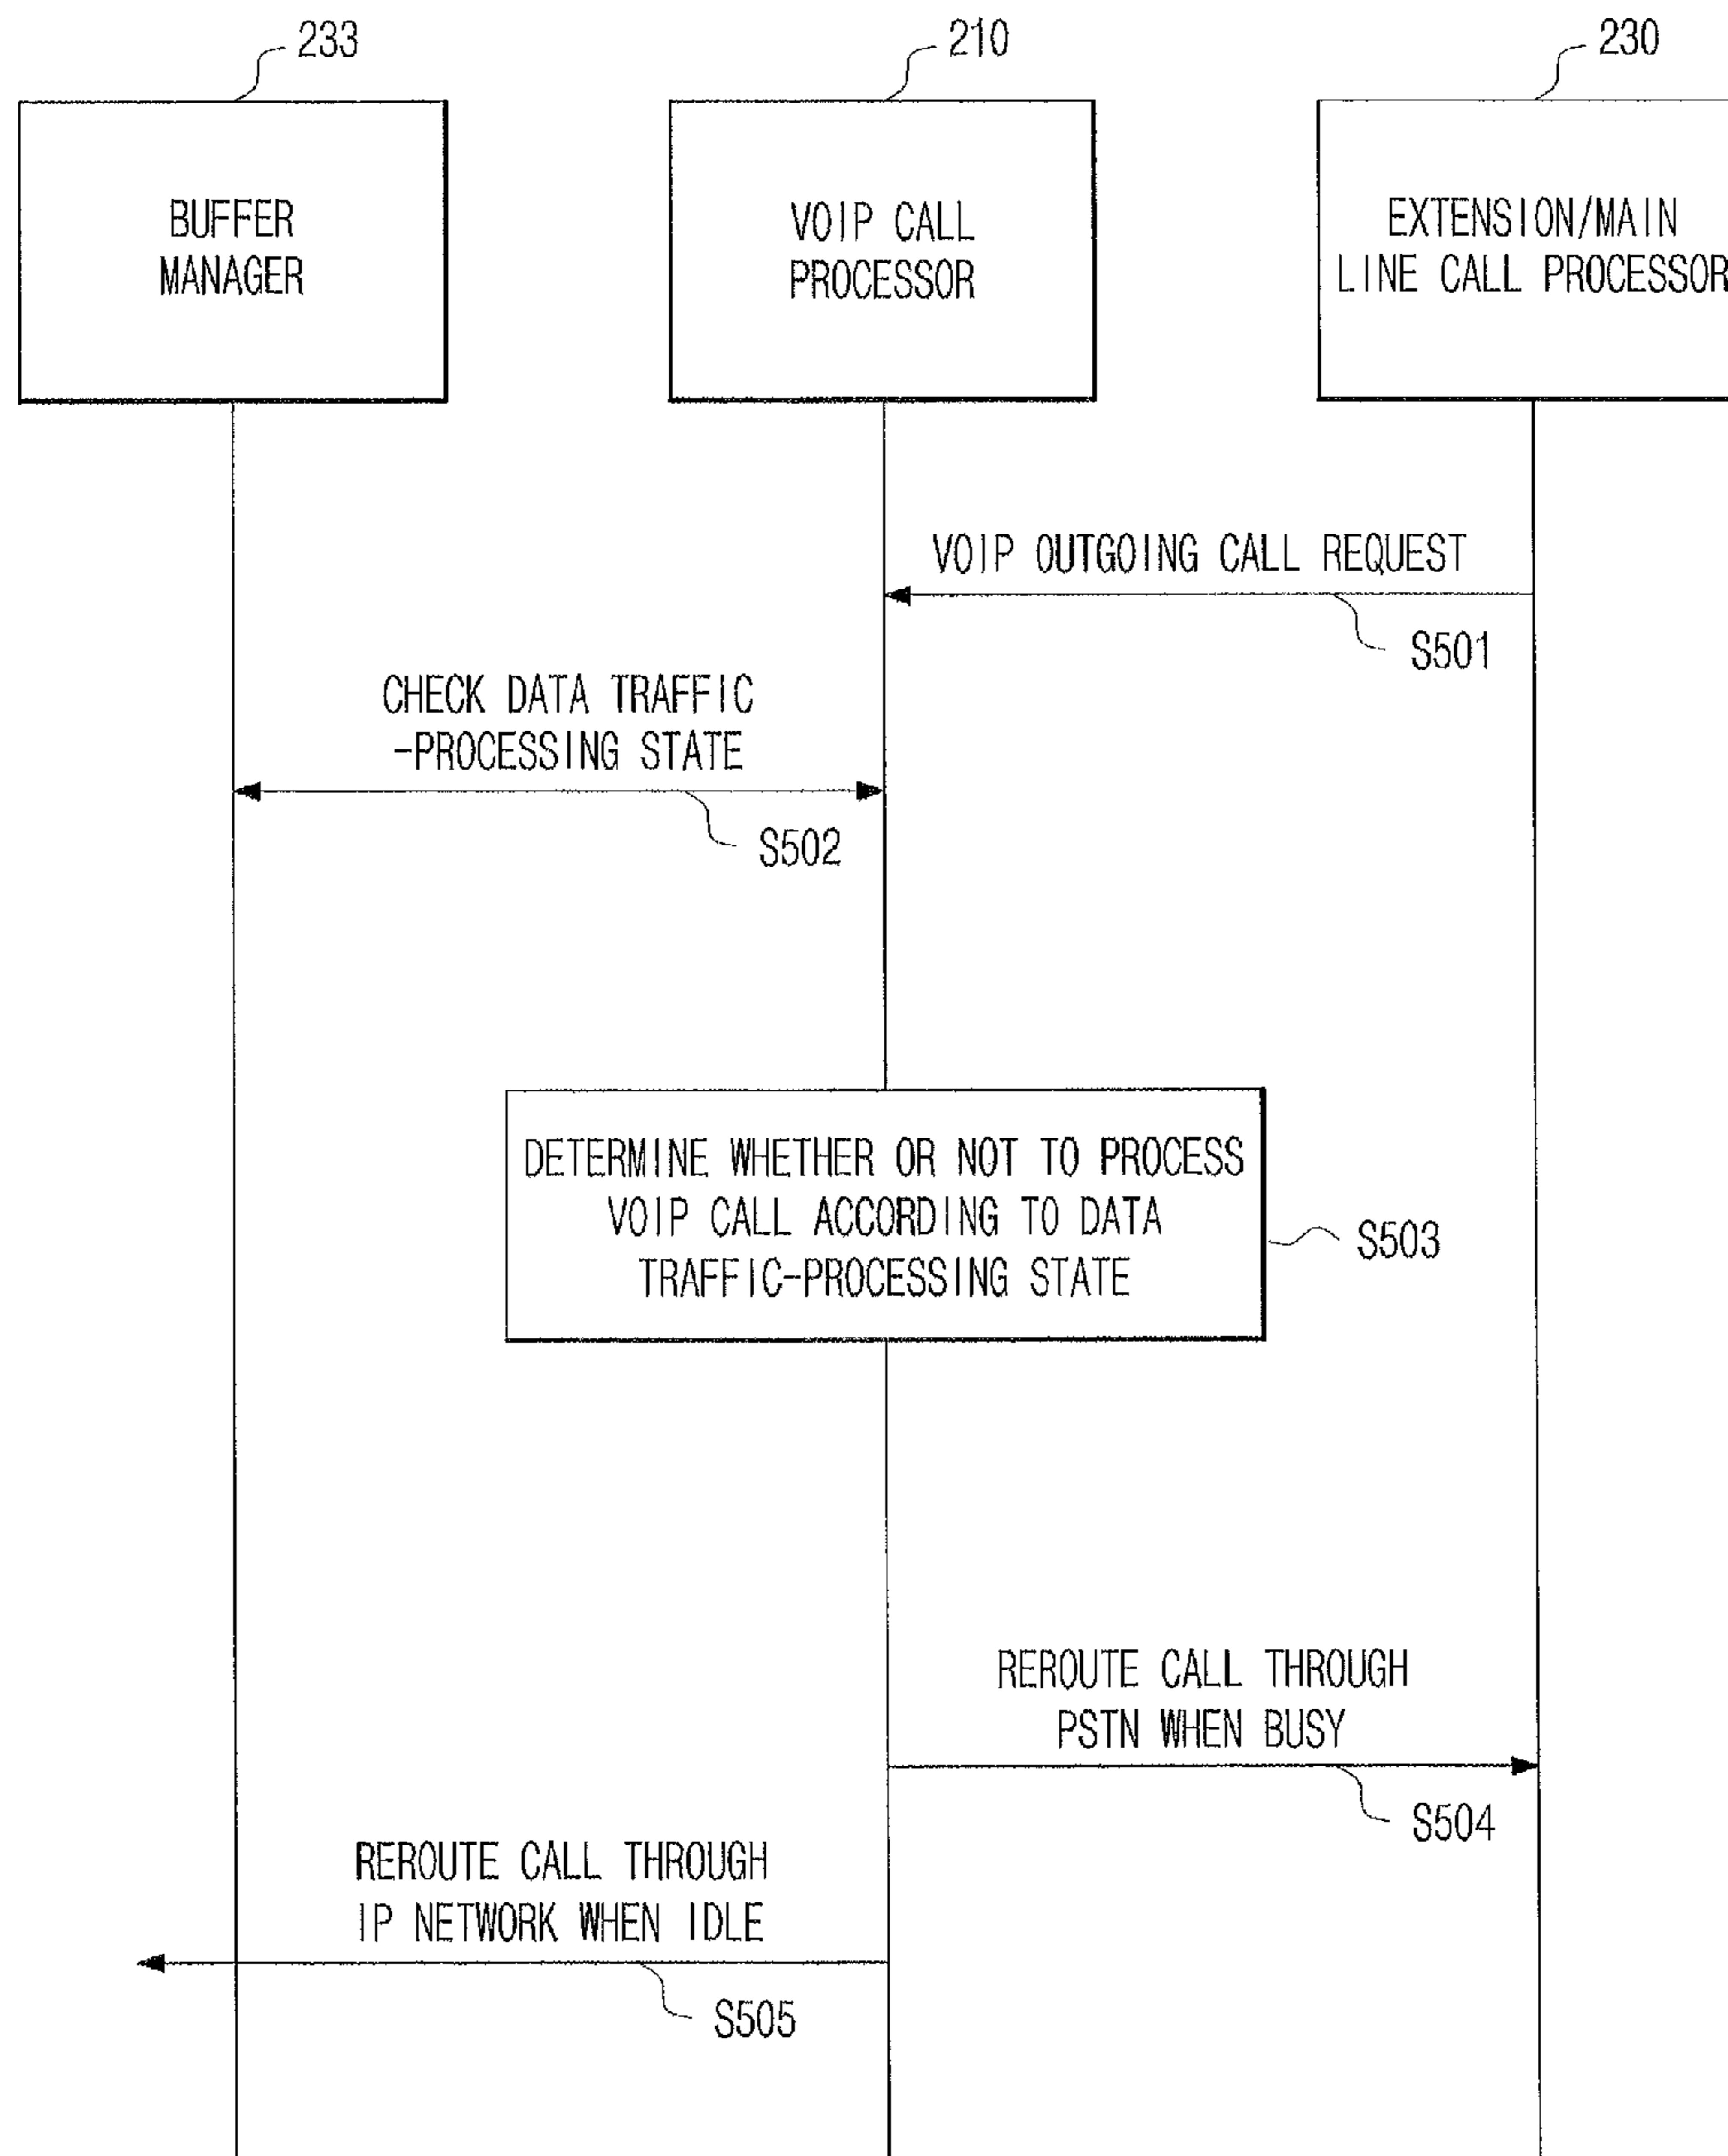 233
210
230
BUFFER
MANAGER
VOIP CALL
PROCESSOR
EXTENSION/MAIN
LINE CALL PROCESSOR
VOIP OUTGOING CALL REQUEST
S501
CHECK DATA TRAFFIC
-PROCESSING STATE
S502
DETERMINE WHETHER OR NOT TO PROCESS
VOIP CALL ACCORDING TO DATA
TRAFFIC-PROCESSING STATE
S503
REROUTE CALL THROUGH
PSTN WHEN BUSY
S504
REROUTE CALL THROUGH
IP NETWORK WHEN IDLE
S505